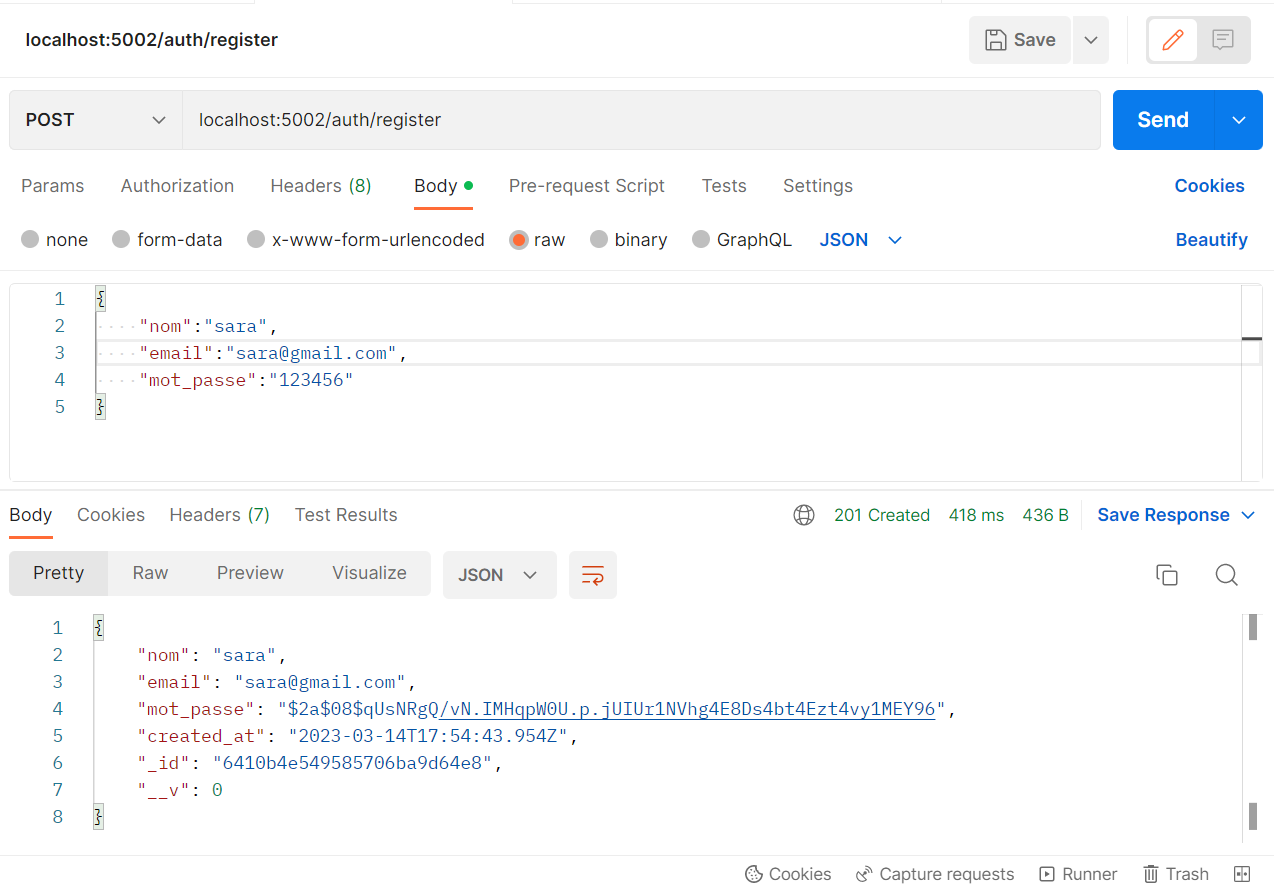 localhost:5002/auth/register Save
POST localhost:5002/auth/register Send
Params Authorization Headers (8) Body Pre-request Script Tests Settings Cookies
none form-data x-www-form-urlencoded raw binary GraphQL JSON Beautify
1 {
2 "nom":"sara",
3 "email":"sara@gmail.com",
4 "mot_passe":"123456"
5 }
Body Cookies Headers (7) Test Results 201 Created 418 ms 436 B Save Response
Pretty Raw Preview Visualize JSON
1 {
2 "nom": "sara",
3 "email": "sara@gmail.com",
4 "mot_passe": "$2a$08$qUsNRgQ/vN.IMHqpW0U.p.jUIUr1NVhg4E8Ds4bt4Ezt4vy1MEY96",
5 "created_at": "2023-03-14T17:54:43.954Z",
6 "_id": "6410b4e549585706ba9d64e8",
7 "__v": 0
8 }
Cookies Capture requests Runner Trash